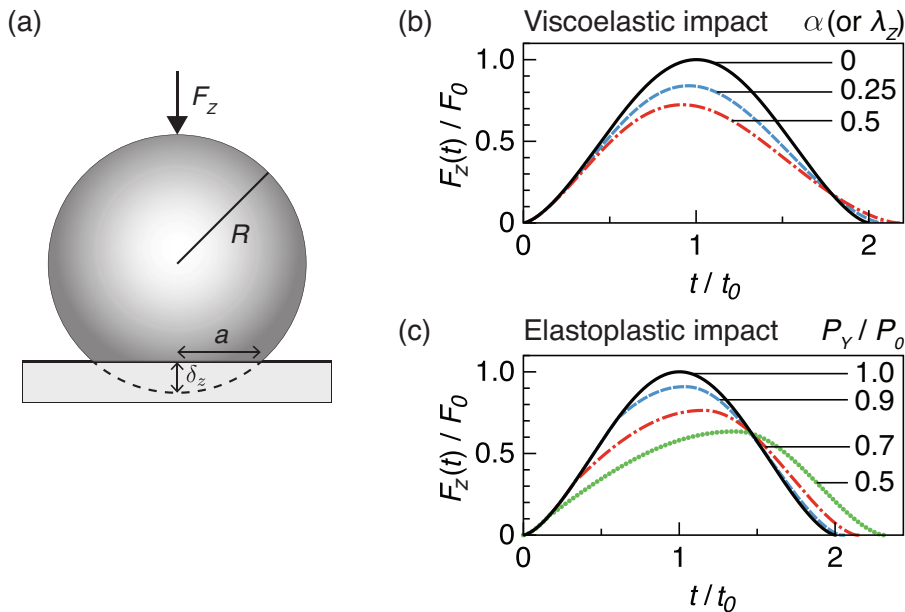 (a)
F_z
R
a
δ_z
(b) Viscoelastic impact α (or λ_Z)
F_z(t) / F_0
1.0
0.5
0
0
0.25
0.5
0 1 2
t / t_0
(c) Elastoplastic impact P_Y / P_0
F_z(t) / F_0
1.0
0.5
0
1.0
0.9
0.7
0.5
0 1 2
t / t_0